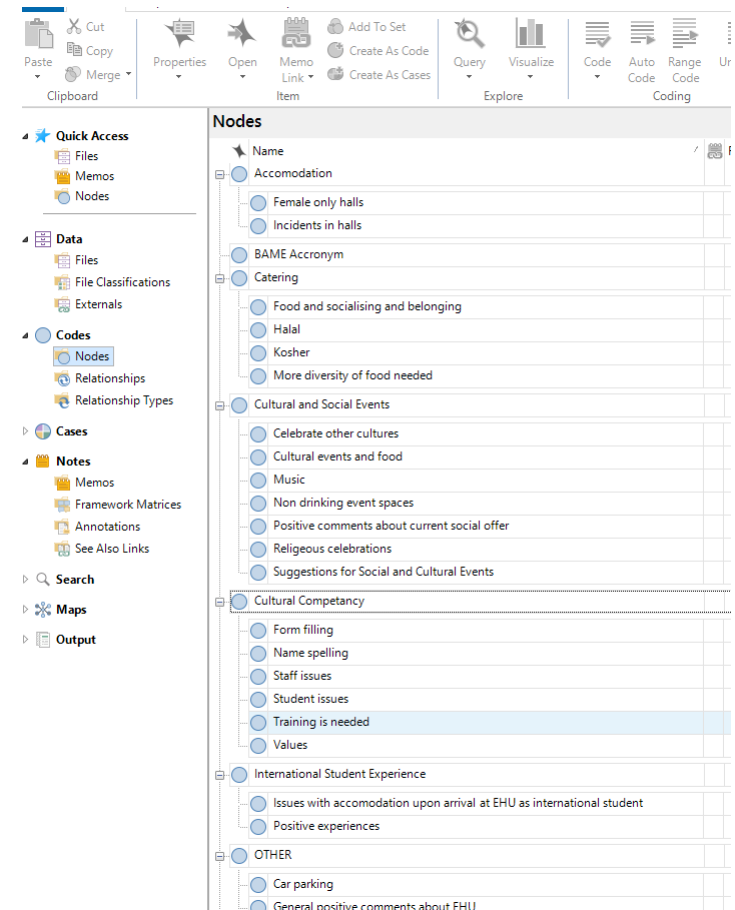 Cut
Copy
Merge
Paste
Clipboard
Properties
Open
Memo
Link
Add To Set
Create As Code
Create As Cases
Item
Query
Visualize
Explore
Code
Auto
Code
Range
Code
Coding
Quick Access
Files
Memos
Nodes
Data
Files
File Classifications
Externals
Codes
Nodes
Relationships
Relationship Types
Cases
Notes
Memos
Framework Matrices
Annotations
See Also Links
Search
Maps
Output
Nodes
Name
Accomodation
Female only halls
Incidents in halls
BAME Accronym
Catering
Food and socialising and belonging
Halal
Kosher
More diversity of food needed
Cultural and Social Events
Celebrate other cultures
Cultural events and food
Music
Non drinking event spaces
Positive comments about current social offer
Religeous celebrations
Suggestions for Social and Cultural Events
Cultural Competancy
Form filling
Name spelling
Staff issues
Student issues
Training is needed
Values
International Student Experience
Issues with accomodation upon arrival at EHU as international student
Positive experiences
OTHER
Car parking
General positive comments about EHU